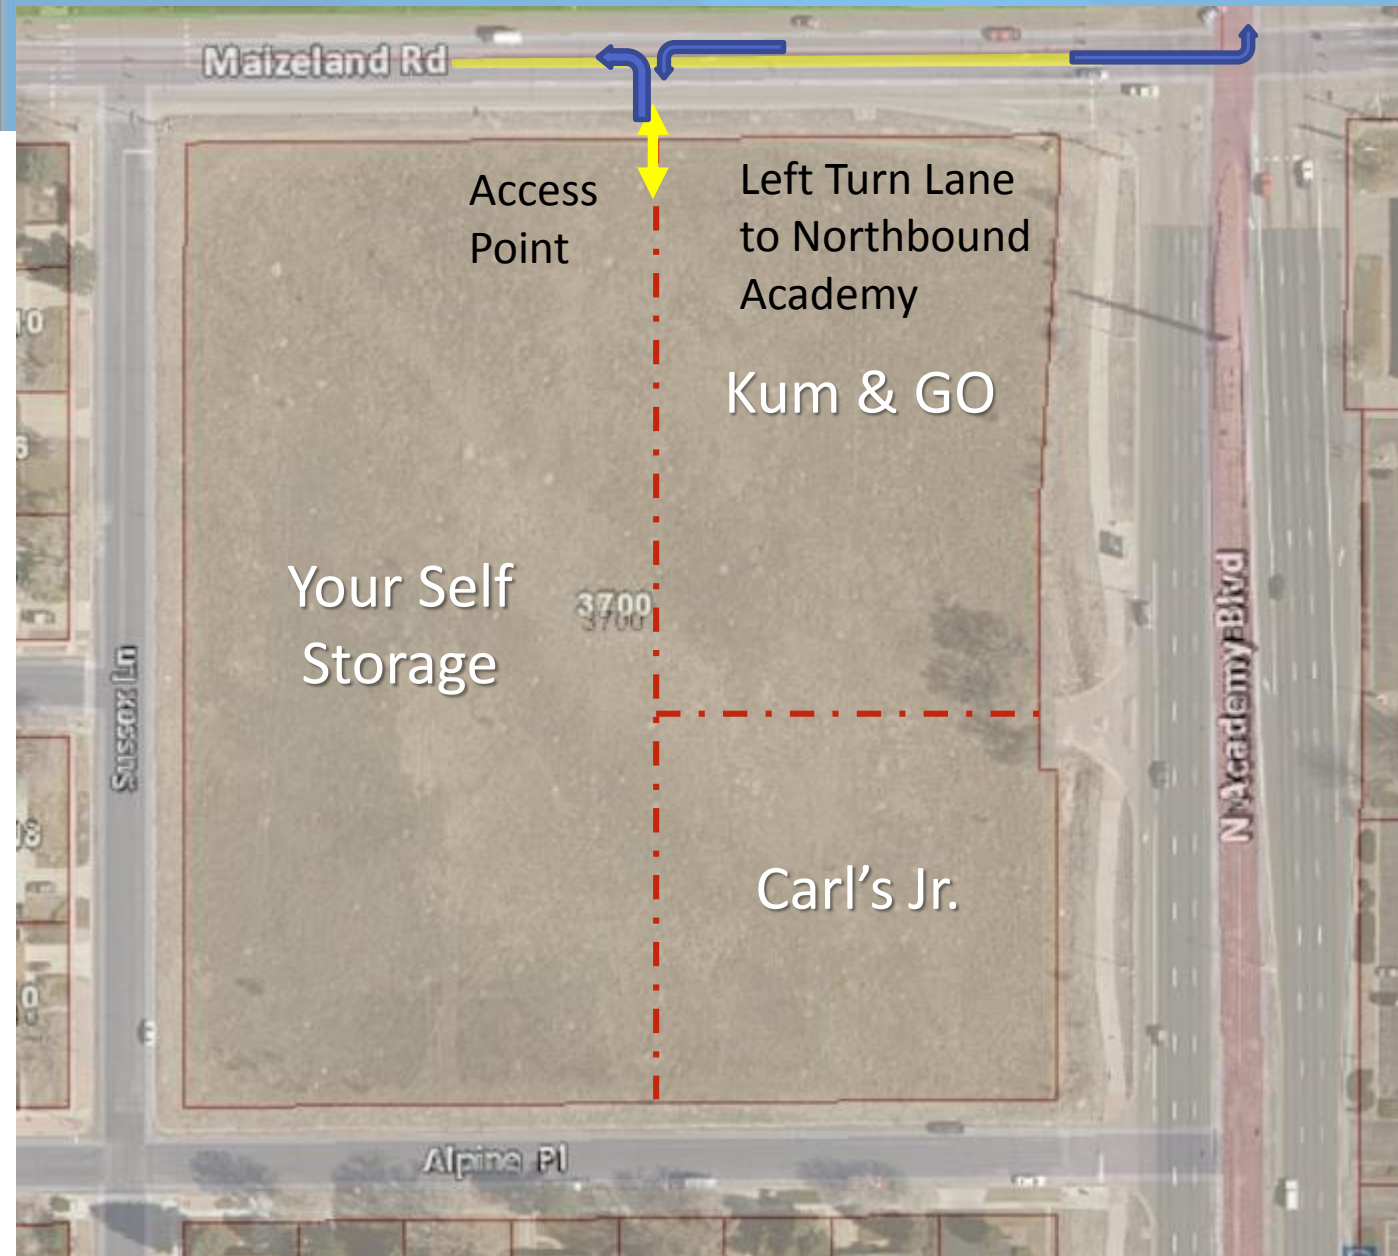 Maizeland Rd
Access
Point
Left Turn Lane
to Northbound
Academy
Kum & GO
Your Self
Storage
3700
Carl's Jr.
Sussex Ln
N Academy Blvd
Alpine Pl